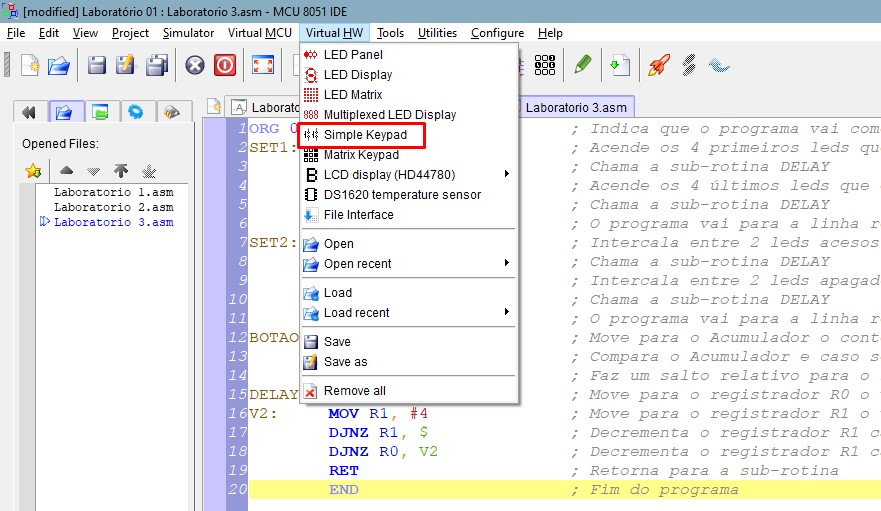 [modified] Laboratório 01 : Laboratorio 3.asm - MCU 8051 IDE
File Edit View Project Simulator Virtual MCU Virtual HW Tools Utilities Configure Help
LED Panel
LED Display
LED Matrix
Multiplexed LED Display
Simple Keypad
Matrix Keypad
LCD display (HD44780)
DS1620 temperature sensor
File Interface
Open
Open recent
Load
Load recent
Save
Save as
Remove all
Opened Files:
Laboratorio 1.asm
Laboratorio 2.asm
Laboratorio 3.asm
Laborato
Laboratorio 3.asm
1 ORG 0 ; Indica que o programa vai com
2 SET1: ; Acende os 4 primeiros leds que
3 ; Chama a sub-rotina DELAY
4 ; Acende os 4 últimos leds que
5 ; Chama a sub-rotina DELAY
6 ; O programa vai para a linha r
7 SET2: ; Intercala entre 2 leds acesos
8 ; Chama a sub-rotina DELAY
9 ; Intercala entre 2 leds apagad
10 ; Chama a sub-rotina DELAY
11 ; O programa vai para a linha r
12 BOTAO ; Move para o Acumulador o cont
13 ; Compara o Acumulador e caso s
14 ; Faz um salto relativo para o
15 DELAY ; Move para o registrador R0 o v
16 V2: MOV R1, #4 ; Move para o registrador R1 o v
17 DJNZ R1, $ ; Decrementa o registrador R1 c
18 DJNZ R0, V2 ; Decrementa o registrador R1 c
19 RET ; Retorna para a sub-rotina
20 END ; Fim do programa